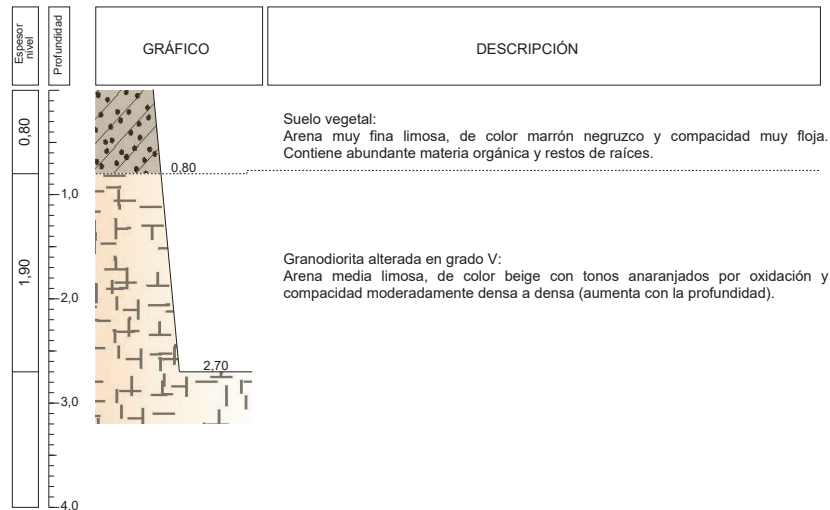 Espesor
nivel
Profundidad
GRÁFICO
DESCRIPCIÓN
0,80
Suelo vegetal:
Arena muy fina limosa, de color marrón negruzco y compacidad muy floja.
Contiene abundante materia orgánica y restos de raíces.
0,80
1,0
1,90
Granodiorita alterada en grado V:
Arena media limosa, de color beige con tonos anaranjados por oxidación y
compacidad moderadamente densa a densa (aumenta con la profundidad).
2,0
2,70
3,0
4,0